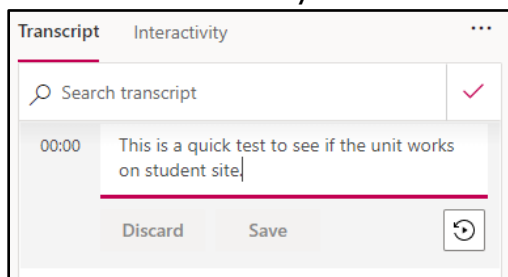 Transcript Interactivity ...
Search transcript
00:00 This is a quick test to see if the unit works
on student site.
Discard Save